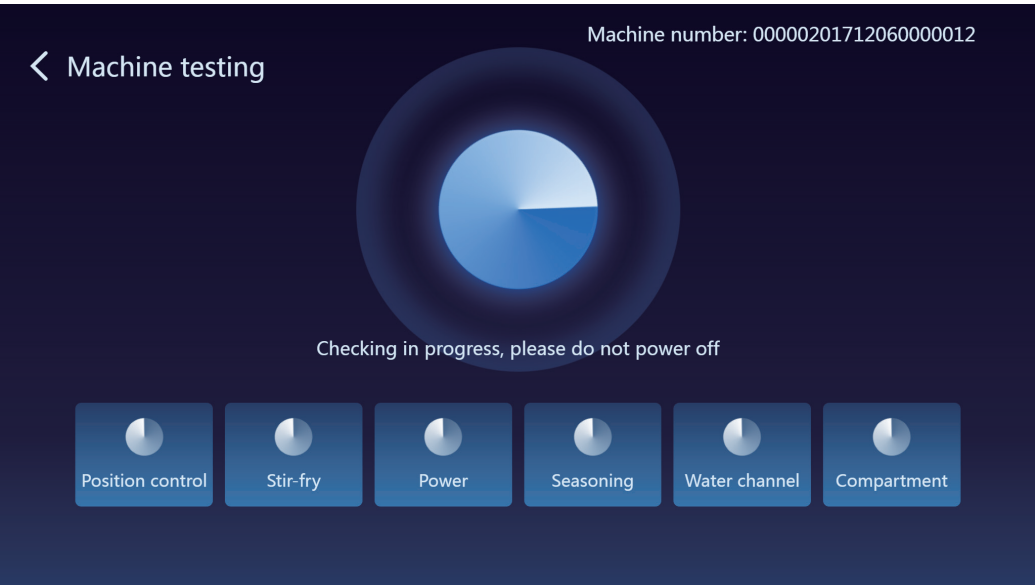 Machine number: 00000201712060000012
Machine testing
Checking in progress, please do not power off
Position control
Stir-fry
Power
Seasoning
Water channel
Compartment